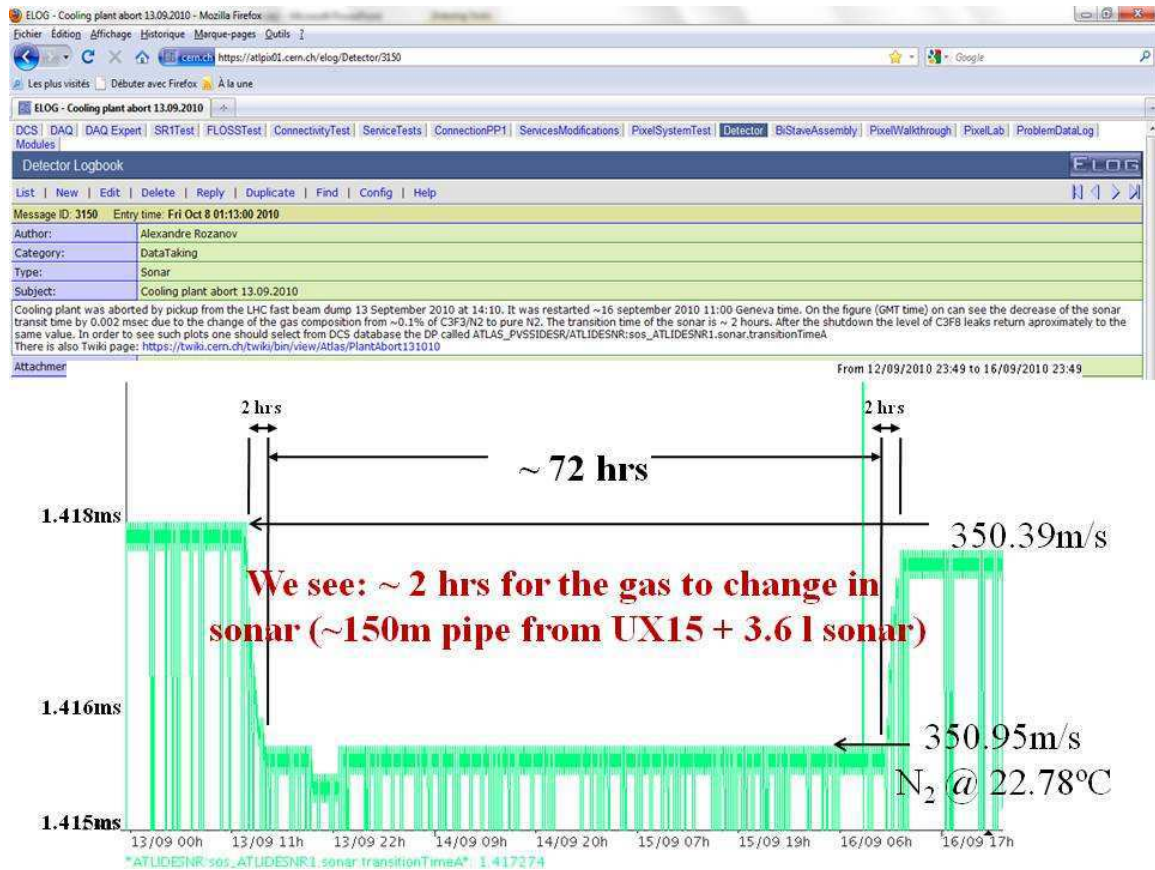 ELOG - Cooling plant abort 13.09.2010 - Mozilla Firefox
Fichier Édition Affichage Historique Marque-pages Outils ?
cern.ch https://atlpix01.cern.ch/elog/Detector/3150
Google
Les plus visités Débuter avec Firefox À la une
ELOG - Cooling plant abort 13.09.2010
DCS | DAQ | DAQ Expert | SR1Test | FLOSSTest | ConnectivityTest | ServiceTests | ConnectionPP1 | ServicesModifications | PixelSystemTest | Detector | BiStaveAssembly | PixelWalkthrough | PixelLab | ProblemDataLog |
Modules
Detector Logbook
ELOG
List | New | Edit | Delete | Reply | Duplicate | Find | Config | Help
Message ID: 3150 Entry time: Fri Oct 8 01:13:00 2010
Author: Alexandre Rozanov
Category: DataTaking
Type: Sonar
Subject: Cooling plant abort 13.09.2010
Cooling plant was aborted by pickup from the LHC fast beam dump 13 September 2010 at 14:10. It was restarted ~16 september 2010 11:00 Geneva time. On the figure (GMT time) on can see the decrease of the sonar
transit time by 0.002 msec due to the change of the gas composition from ~0.1% of C3F3/N2 to pure N2. The transition time of the sonar is ~ 2 hours. After the shutdown the level of C3F8 leaks return aproximately to the
same value. In order to see such plots one should select from DCS database the DP called ATLAS_PVSSIDESR/ATLIDESNR:sos_ATLIDESNR1.sonar.transitionTimeA
There is also Twiki page: https://twiki.cern.ch/twiki/bin/view/Atlas/PlantAbort131010
Attachmen
From 12/09/2010 23:49 to 16/09/2010 23:49
2 hrs
2 hrs
~ 72 hrs
1.418ms
350.39m/s
We see: ~ 2 hrs for the gas to change in
sonar (~150m pipe from UX15 + 3.6 l sonar)
1.416ms
350.95m/s
N₂ @ 22.78ºC
1.415ms
13/09 00h 13/09 11h 13/09 22h 14/09 09h 14/09 20h 15/09 07h 15/09 19h 16/09 06h 16/09 17h
*ATLIDESNR:sos_ATLIDESNR1.sonar.transitionTimeA*: 1.417274